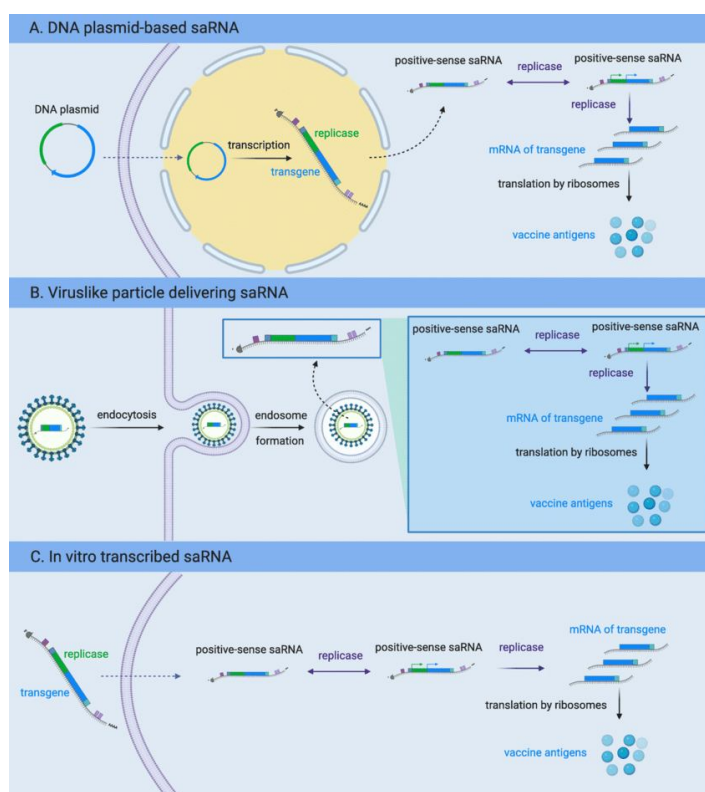 A. DNA plasmid-based saRNA
positive-sense saRNA
replicase
positive-sense saRNA
replicase
DNA plasmid
transcription
replicase
transgene
mRNA of transgene
translation by ribosomes
vaccine antigens
B. Viruslike particle delivering saRNA
positive-sense saRNA
replicase
positive-sense saRNA
replicase
endocytosis
endosome
formation
mRNA of transgene
translation by ribosomes
vaccine antigens
C. In vitro transcribed saRNA
replicase
transgene
positive-sense saRNA
replicase
positive-sense saRNA
replicase
mRNA of transgene
translation by ribosomes
vaccine antigens